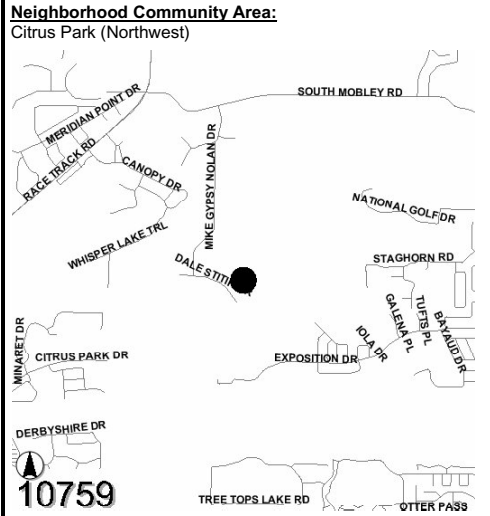 Neighborhood Community Area:
Citrus Park (Northwest)
SOUTH MOBLEY RD
MERIDIAN POINT DR
RACE TRACK RD
CANOPY DR
MIKE GYPSY NOLAN DR
NATIONAL GOLF DR
WHISPER LAKE TRL
DALE
STAGHORN RD
GALENA PL
TUFTS PL
BAYAUD DR
IOLA DR
MINARET DR
CITRUS PARK DR
EXPOSITION DR
DERBYSHIRE DR
10759
TREE TOPS LAKE RD
OTTER PASS